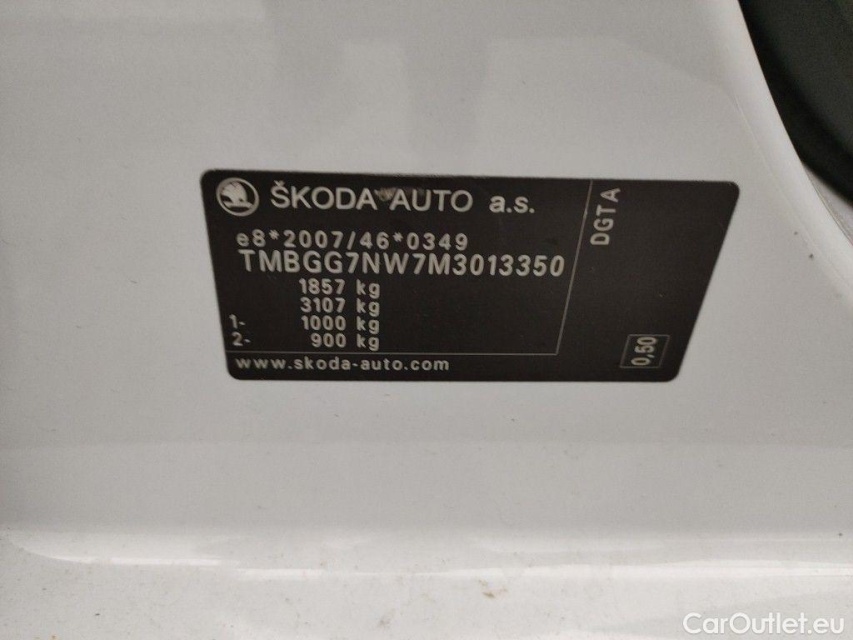 ŠKODA AUTO a.s.
e8*2007/46*0349
TMBGG7NW7M3013350
1857 kg
3107 kg
1- 1000 kg
2- 900 kg
www.skoda-auto.com
DGTA
0,50
CarOutlet.eu